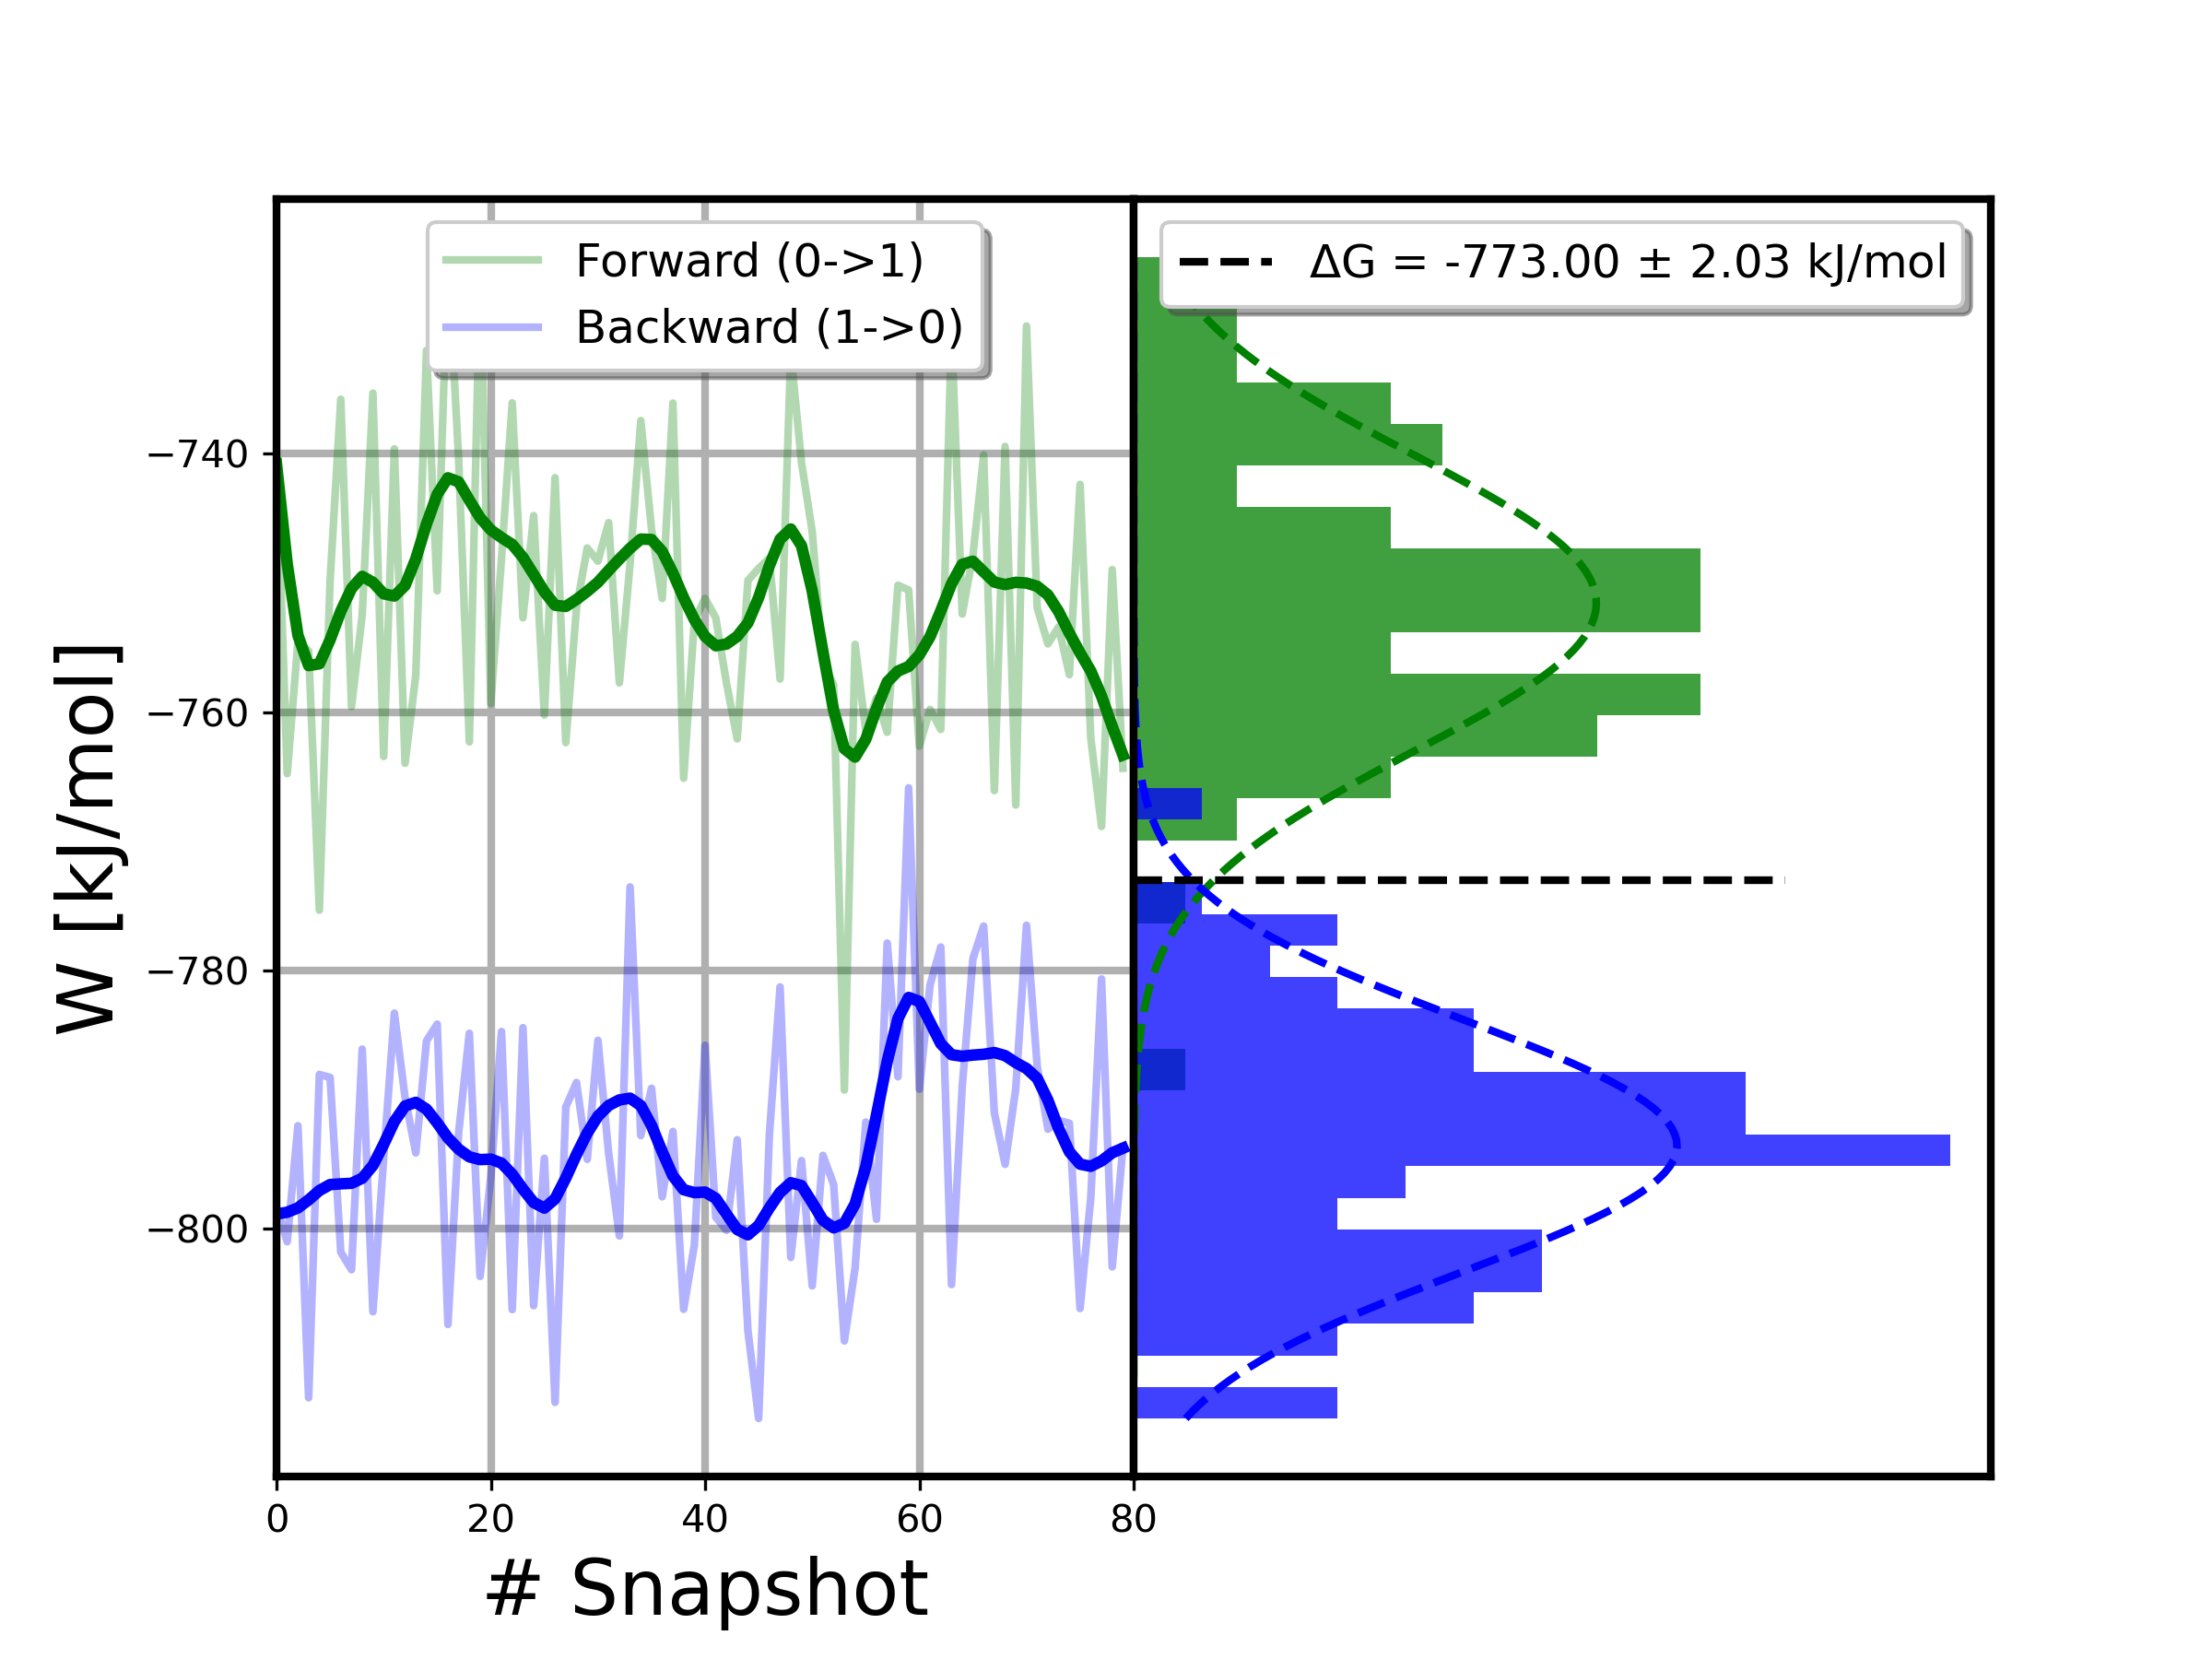 Forward (0->1)
Backward (1->0)
ΔG = -773.00 ± 2.03 kJ/mol
W [kJ/mol]
−740
−760
−780
−800
0 20 40 60 80
# Snapshot